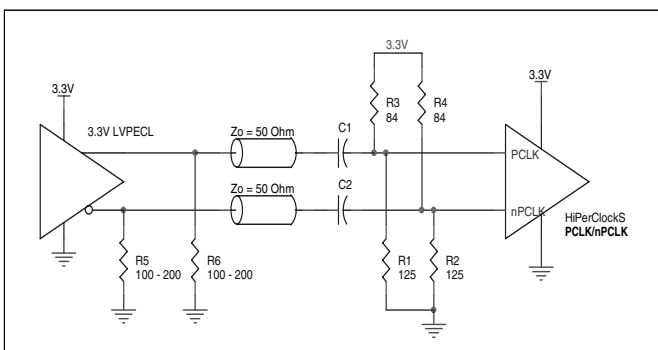 3.3V
3.3V
3.3V
R3
84
R4
84
3.3V LVPECL
Zo = 50 Ohm
C1
PCLK
Zo = 50 Ohm
C2
nPCLK
HiPerClockS
PCLK/nPCLK
R5
100 - 200
R6
100 - 200
R1
125
R2
125